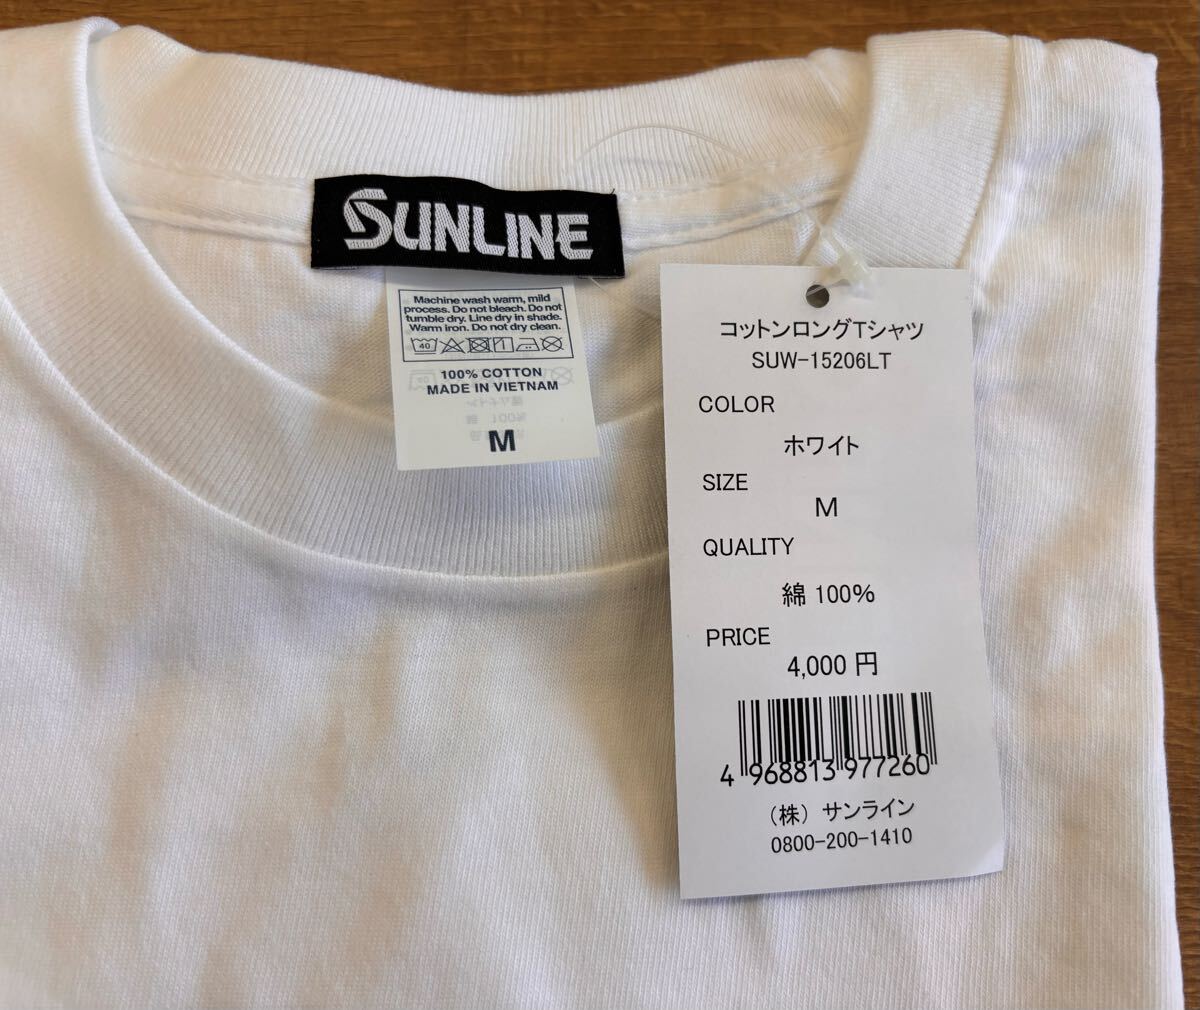 SUNLINE
Machine wash warm, mild
process. Do not bleach. Do not
tumble dry. Line dry in shade.
Warm iron. Do not dry clean.
40
100% COTTON
MADE IN VIETNAM
M
コットンロングTシャツ
SUW-15206LT
COLOR
ホワイト
SIZE
M
QUALITY
綿 100%
PRICE
4,000 円
4 968813 977260
（株）サンライン
0800-200-1410